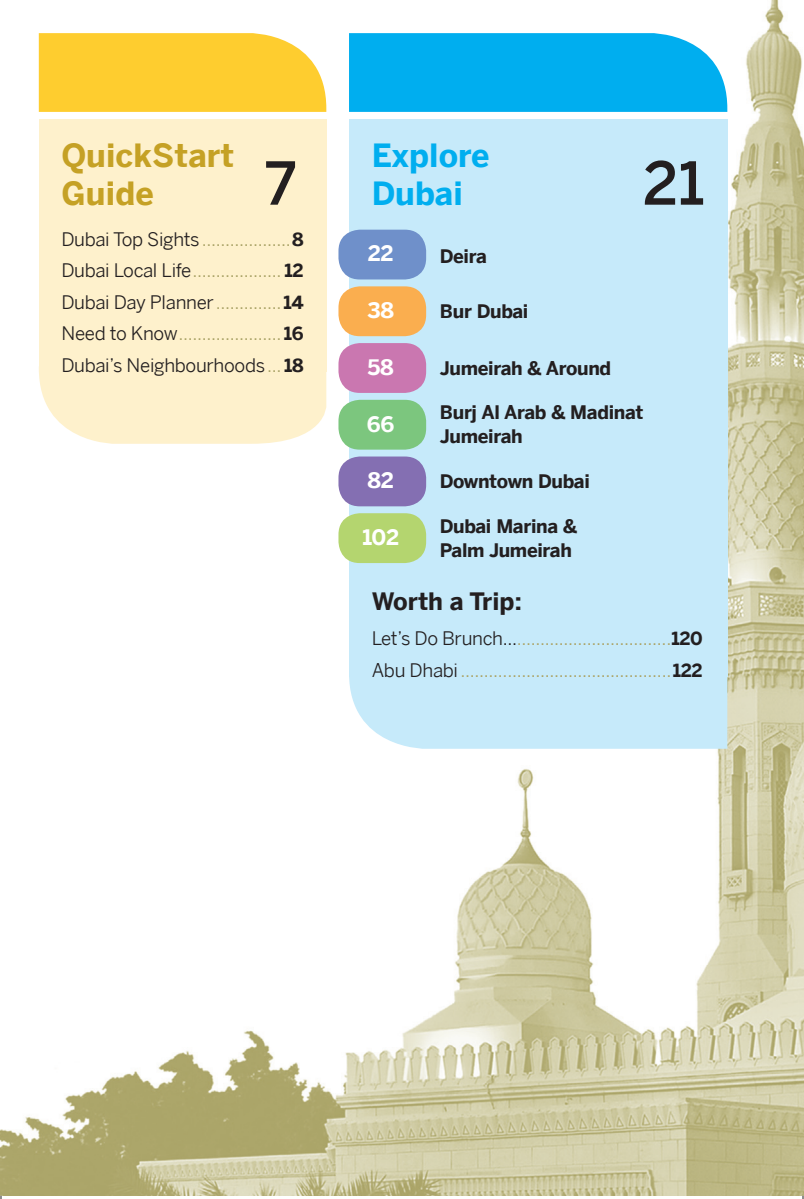 QuickStart
Guide 7
Dubai Top Sights ................... 8
Dubai Local Life ................... 12
Dubai Day Planner .............. 14
Need to Know ...................... 16
Dubai's Neighbourhoods ... 18
Explore
Dubai 21
22 Deira
38 Bur Dubai
58 Jumeirah & Around
66 Burj Al Arab & Madinat
Jumeirah
82 Downtown Dubai
102 Dubai Marina &
Palm Jumeirah
Worth a Trip:
Let's Do Brunch... ................................. 120
Abu Dhabi ............................................. 122